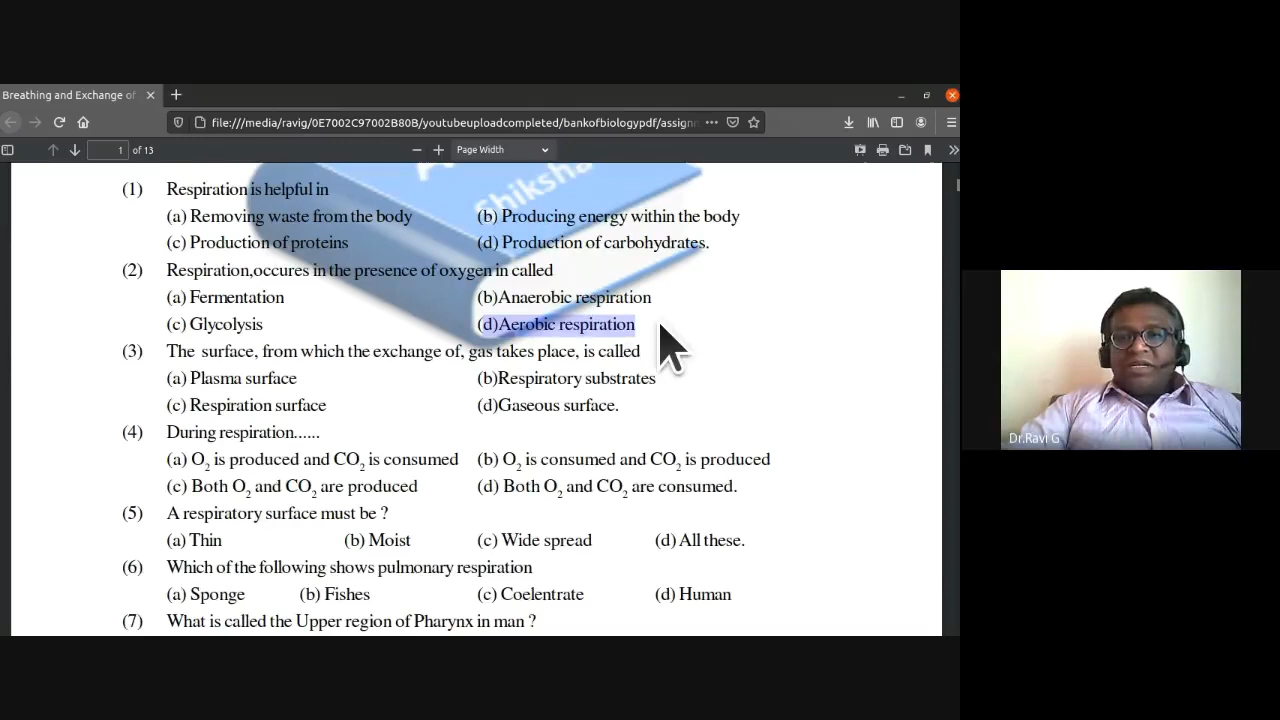 Breathing and Exchange of
file:///media/ravig/0E7002C97002B80B/youtubeuploadcompleted/bankofbiologypdf/assign
1 of 13
Page Width
Shiksha
(1) Respiration is helpful in
(a) Removing waste from the body (b) Producing energy within the body
(c) Production of proteins (d) Production of carbohydrates.
(2) Respiration,occures in the presence of oxygen in called
(a) Fermentation (b)Anaerobic respiration
(c) Glycolysis (d)Aerobic respiration
(3) The surface, from which the exchange of, gas takes place, is called
(a) Plasma surface (b)Respiratory substrates
(c) Respiration surface (d)Gaseous surface.
(4) During respiration......
(a) O2 is produced and CO2 is consumed (b) O2 is consumed and CO2 is produced
(c) Both O2 and CO2 are produced (d) Both O2 and CO2 are consumed.
(5) A respiratory surface must be ?
(a) Thin (b) Moist (c) Wide spread (d) All these.
(6) Which of the following shows pulmonary respiration
(a) Sponge (b) Fishes (c) Coelentrate (d) Human
(7) What is called the Upper region of Pharynx in man ?
Dr.Ravi G